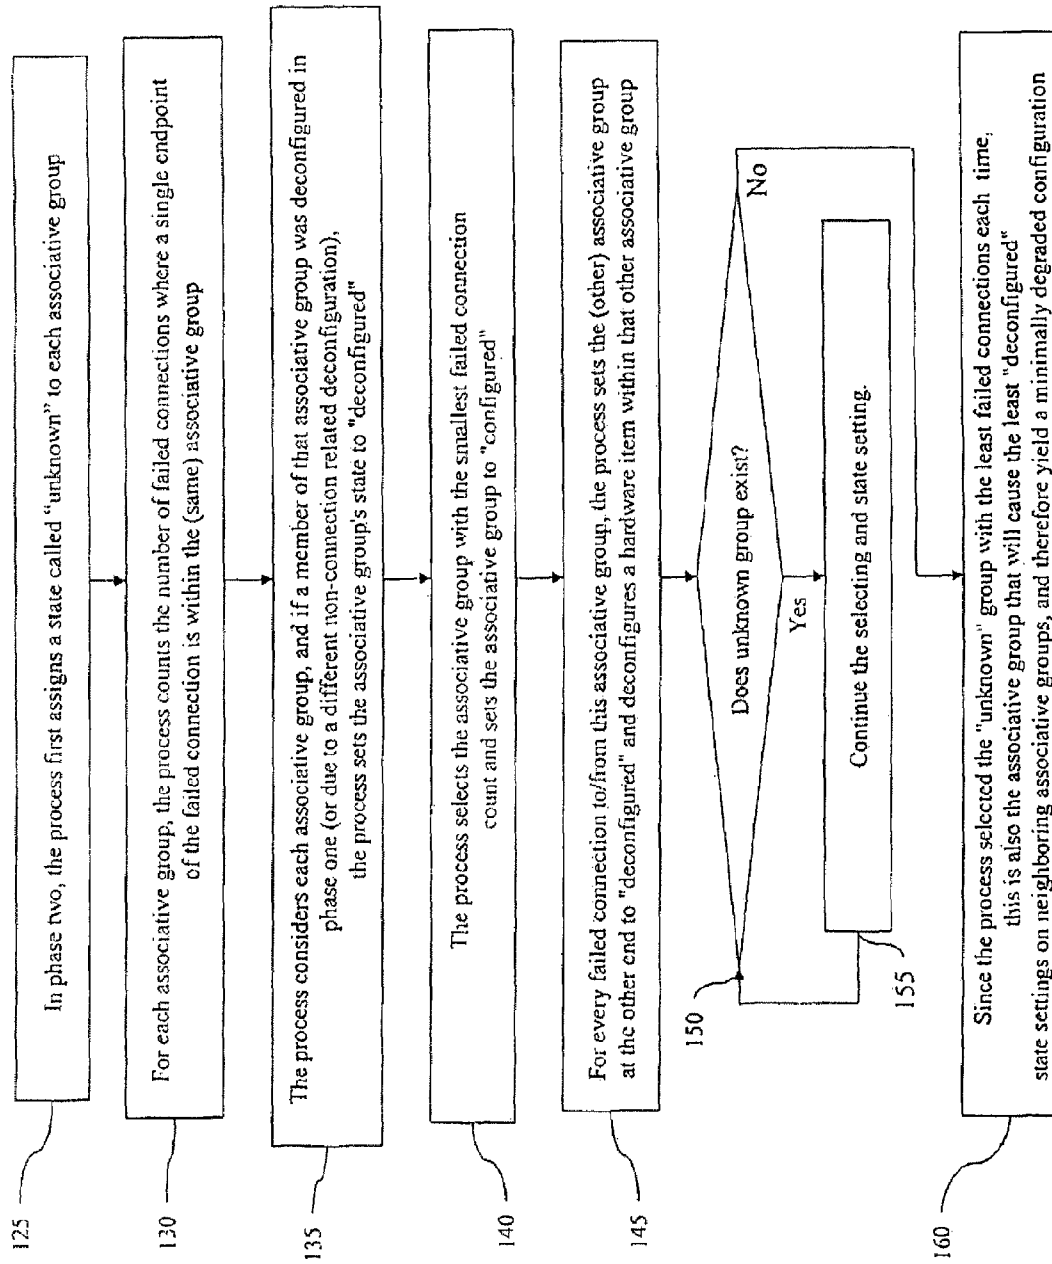 125
In phase two, the process first assigns a state called "unknown" to each associative group
130
For each associative group, the process counts the number of failed connections where a single endpoint
of the failed connection is within the (same) associative group
135
The process considers each associative group, and if a member of that associative group was deconfigured in
phase one (or due to a different non-connection related deconfiguration),
the process sets the associative group's state to "deconfigured"
140
The process selects the associative group with the smallest failed connection
count and sets the associative group to "configured"
145
For every failed connection to/from this associative group, the process sets the (other) associative group
at the other end to "deconfigured" and deconfigures a hardware item within that other associative group
150
Does unknown group exist?
No
Yes
Continue the selecting and state setting.
155
160
Since the process selected the "unknown" group with the least failed connections each time,
this is also the associative group that will cause the least "deconfigured"
state settings on neighboring associative groups, and therefore yield a minimally degraded configuration